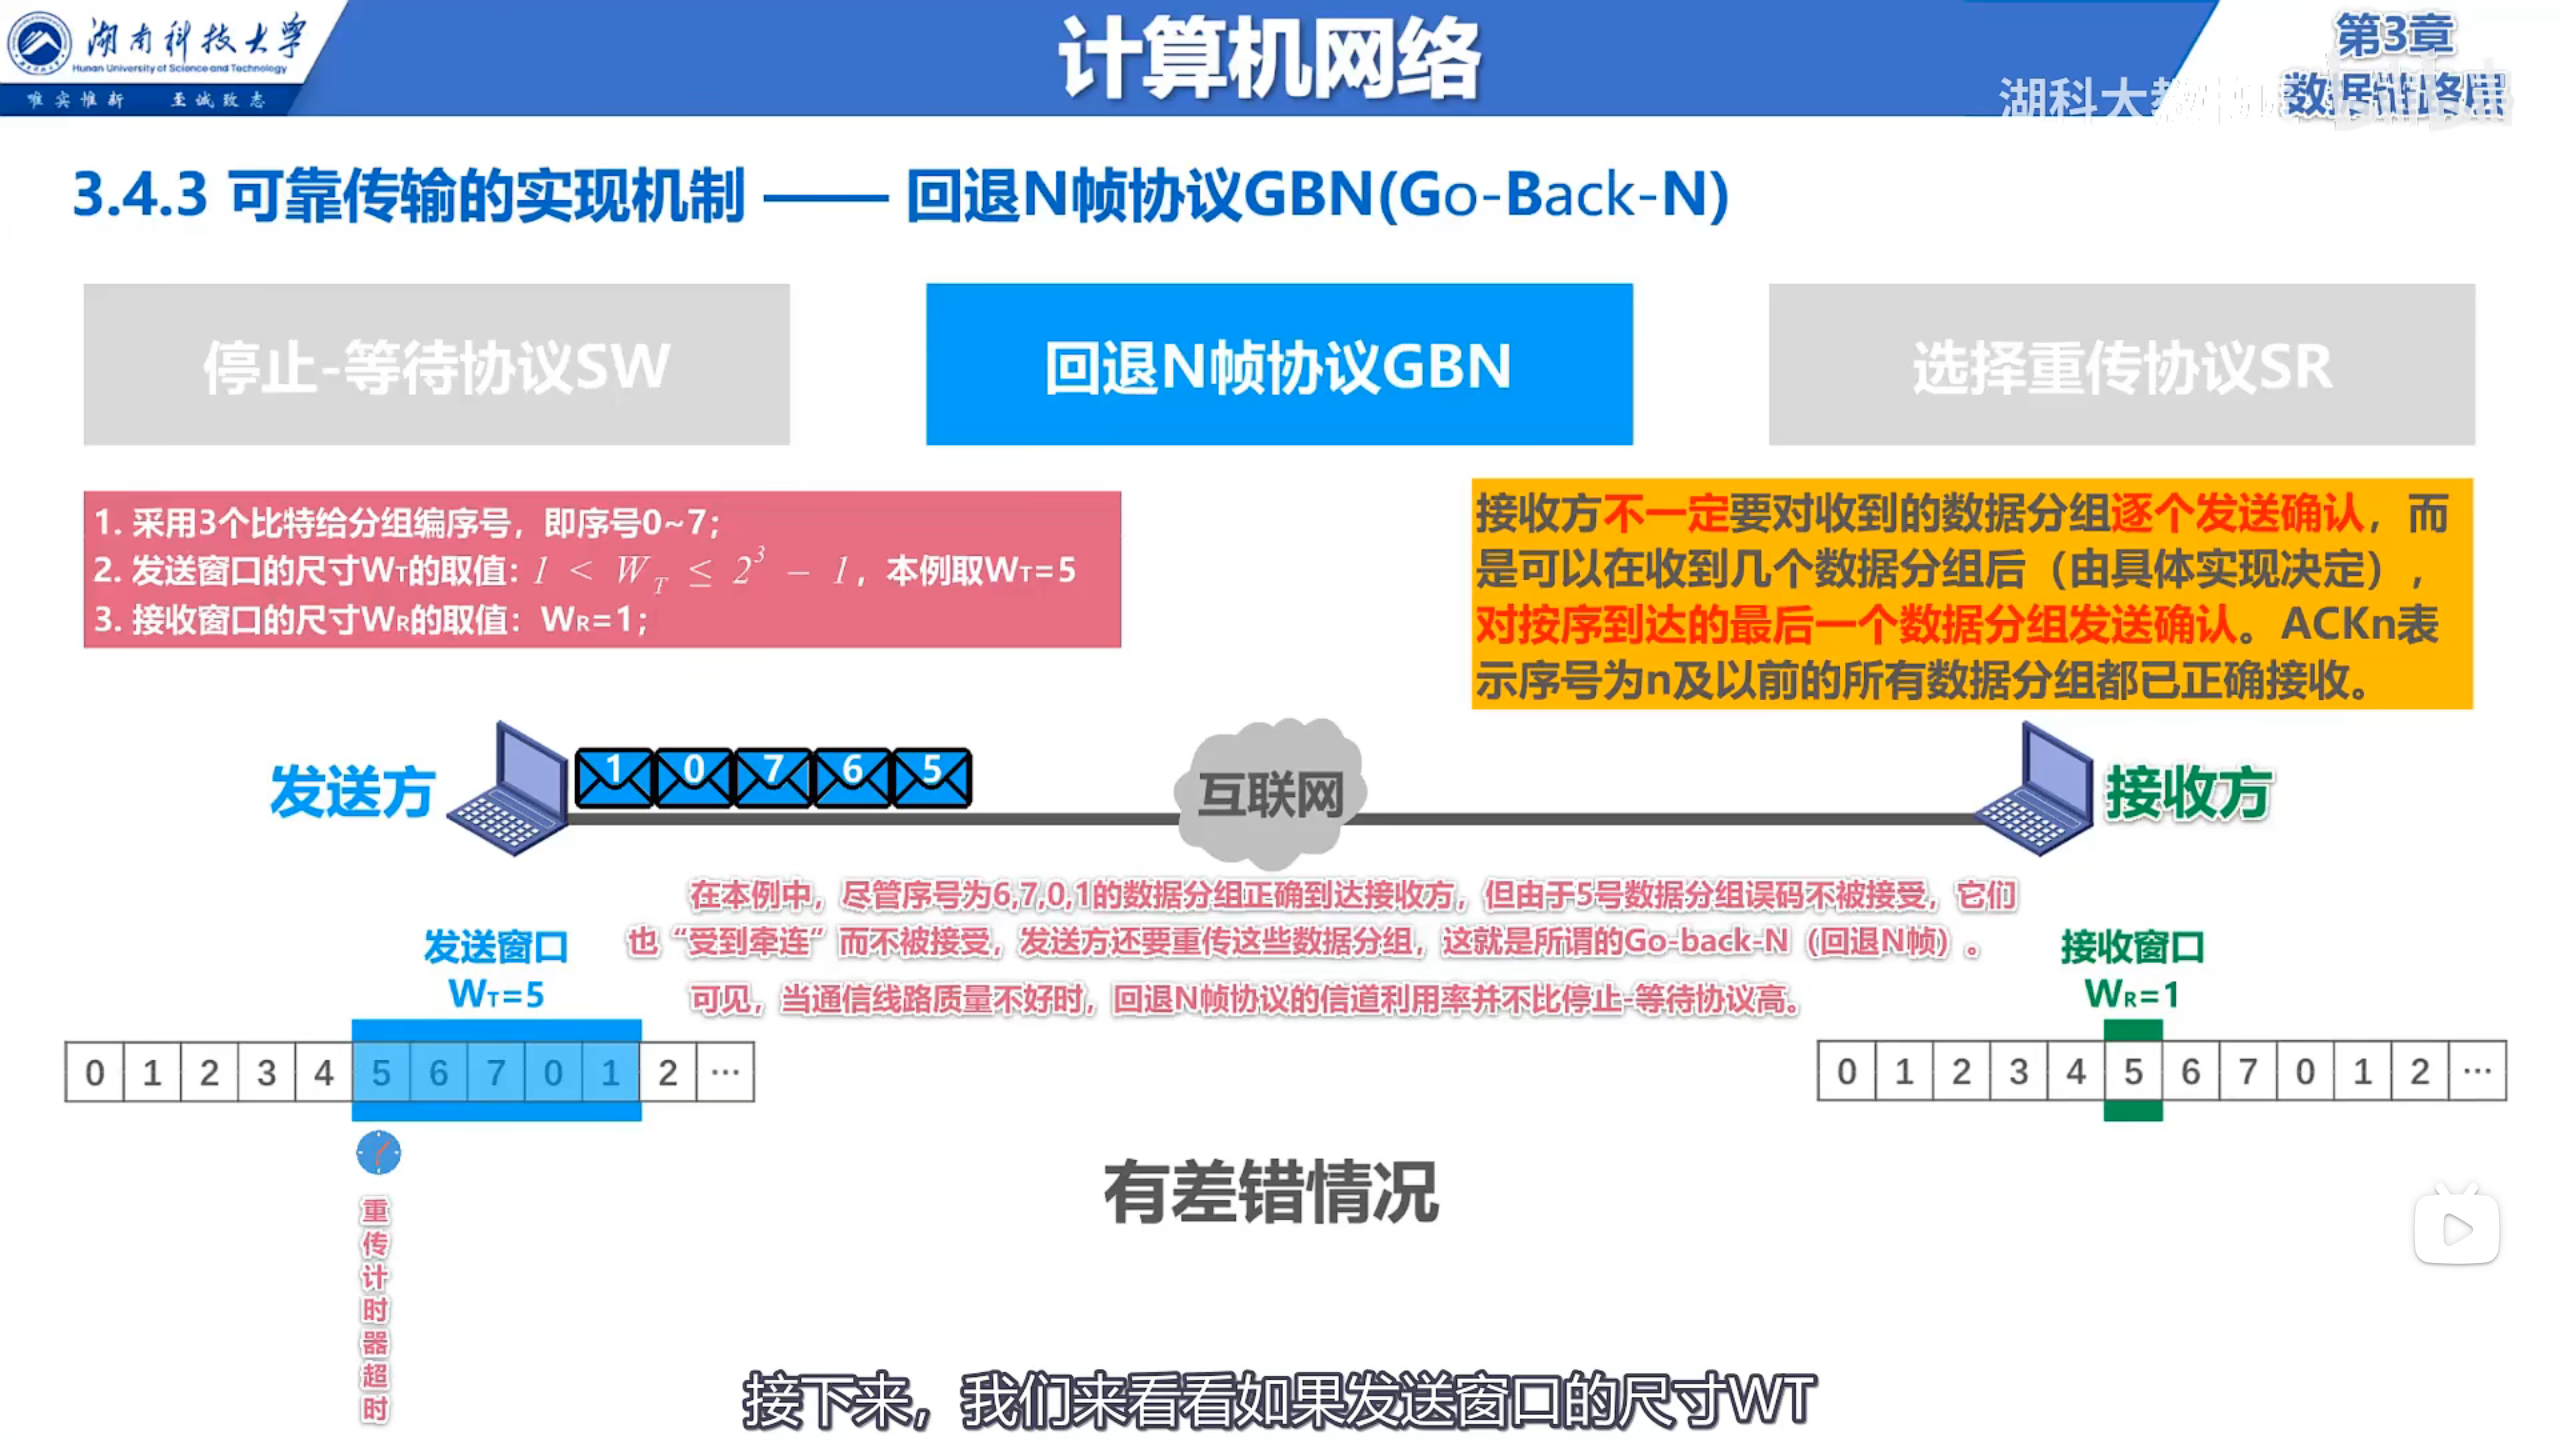 湖南科技大学
Hunan University of Science and Technology
唯实惟新 至诚致志
计算机网络
第3章
数据链路层
湖科大
3.4.3 可靠传输的实现机制 —— 回退N帧协议GBN(Go-Back-N)
停止-等待协议SW
回退N帧协议GBN
选择重传协议SR
1. 采用3个比特给分组编序号，即序号0~7；
2. 发送窗口的尺寸WT的取值：1 < WT ≤ 2³ − 1，本例取WT=5
3. 接收窗口的尺寸WR的取值：WR=1；
接收方不一定要对收到的数据分组逐个发送确认，而
是可以在收到几个数据分组后（由具体实现决定），
对按序到达的最后一个数据分组发送确认。ACKn表
示序号为n及以前的所有数据分组都已正确接收。
发送方
1 0 7 6 5
互联网
接收方
在本例中，尽管序号为6,7,0,1的数据分组正确到达接收方，但由于5号数据分组误码不被接受，它们
也“受到牵连”而不被接受，发送方还要重传这些数据分组，这就是所谓的Go-back-N（回退N帧）。
可见，当通信线路质量不好时，回退N帧协议的信道利用率并不比停止-等待协议高。
发送窗口
WT=5
0 1 2 3 4 5 6 7 0 1 2 ···
接收窗口
WR=1
0 1 2 3 4 5 6 7 0 1 2 ···
重传计时器超时
有差错情况
接下来，我们来看看如果发送窗口的尺寸WT